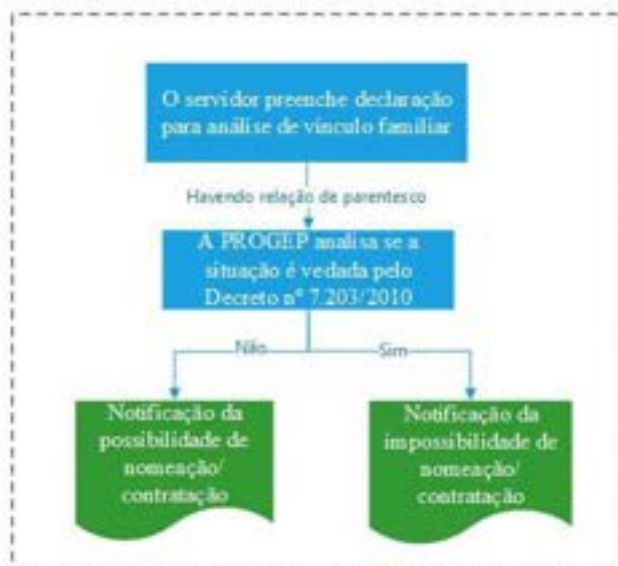 O servidor preenche declaração
para análise de vínculo familiar
Havendo relação de parentesco
A PROGEP analisa se a
situação é vedada pelo
Decreto nº 7.203/2010
Não
Sim
Notificação da
possibilidade de
nomeação/
contratação
Notificação da
impossibilidade de
nomeação/
contratação